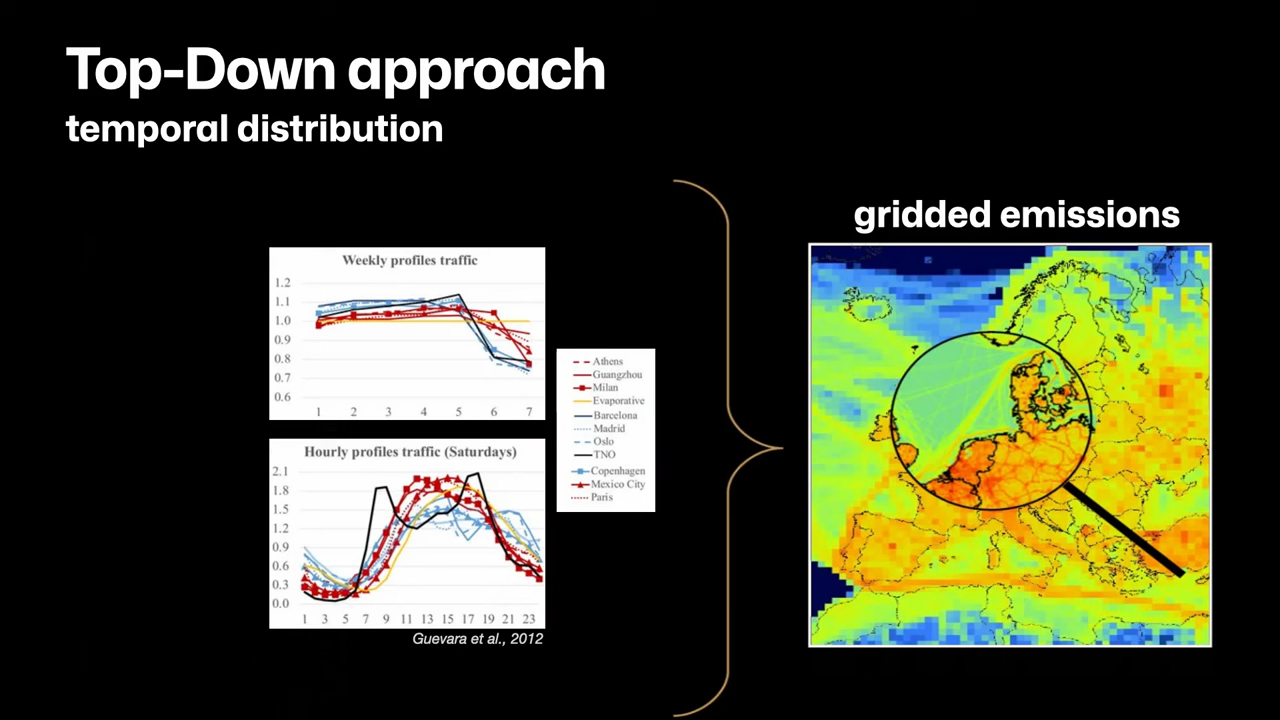 Top-Down approach
temporal distribution
Weekly profiles traffic
1.2
1.1
1.0
0.9
0.8
0.7
0.6
1 2 3 4 5 6 7
Hourly profiles traffic (Saturdays)
2.1
1.8
1.5
1.2
0.9
0.6
0.3
0.0
1 3 5 7 9 11 13 15 17 19 21 23
Guevara et al., 2012
Athens
Guangzhou
Milan
Evaporative
Barcelona
Madrid
Oslo
TNO
Copenhagen
Mexico City
Paris
gridded emissions